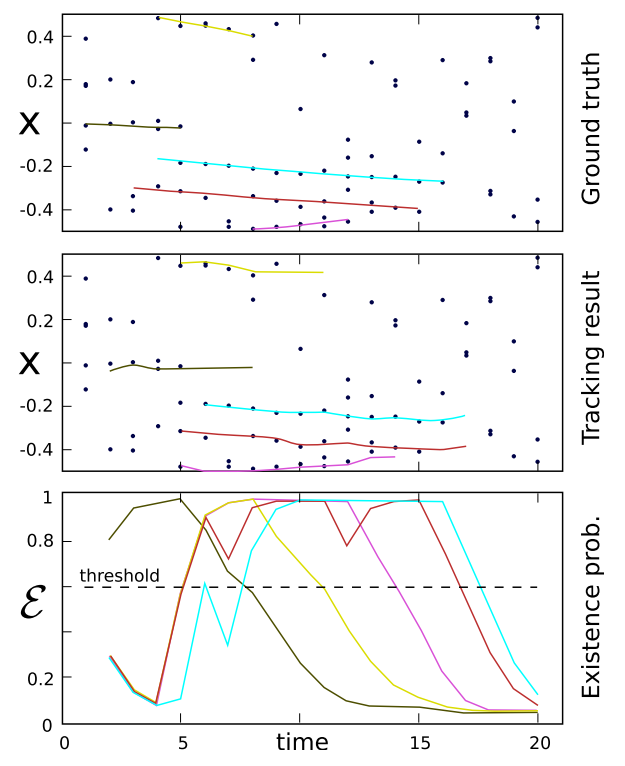 0.4
0.2
x
-0.2
-0.4
Ground truth
0.4
0.2
x
-0.2
-0.4
Tracking result
1
0.8
threshold
ℰ
0.2
0
Existence prob.
0 5 time 15 20